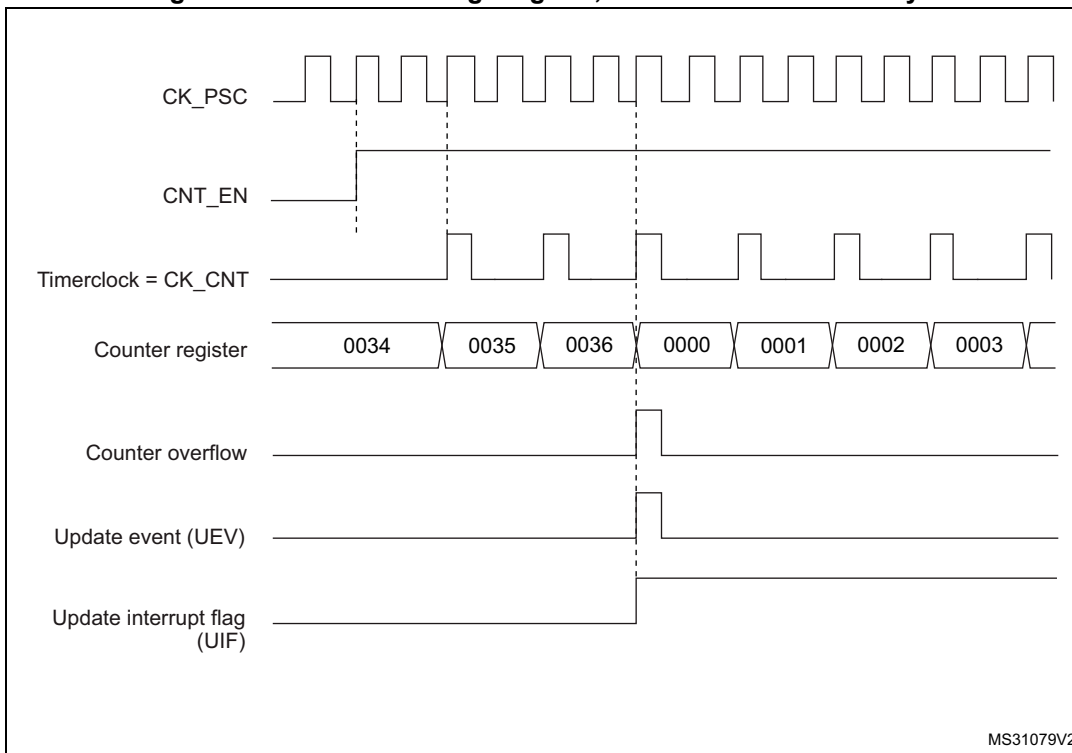 CK_PSC
CNT_EN
Timerclock = CK_CNT
Counter register
0034 0035 0036 0000 0001 0002 0003
Counter overflow
Update event (UEV)
Update interrupt flag
(UIF)
MS31079V2